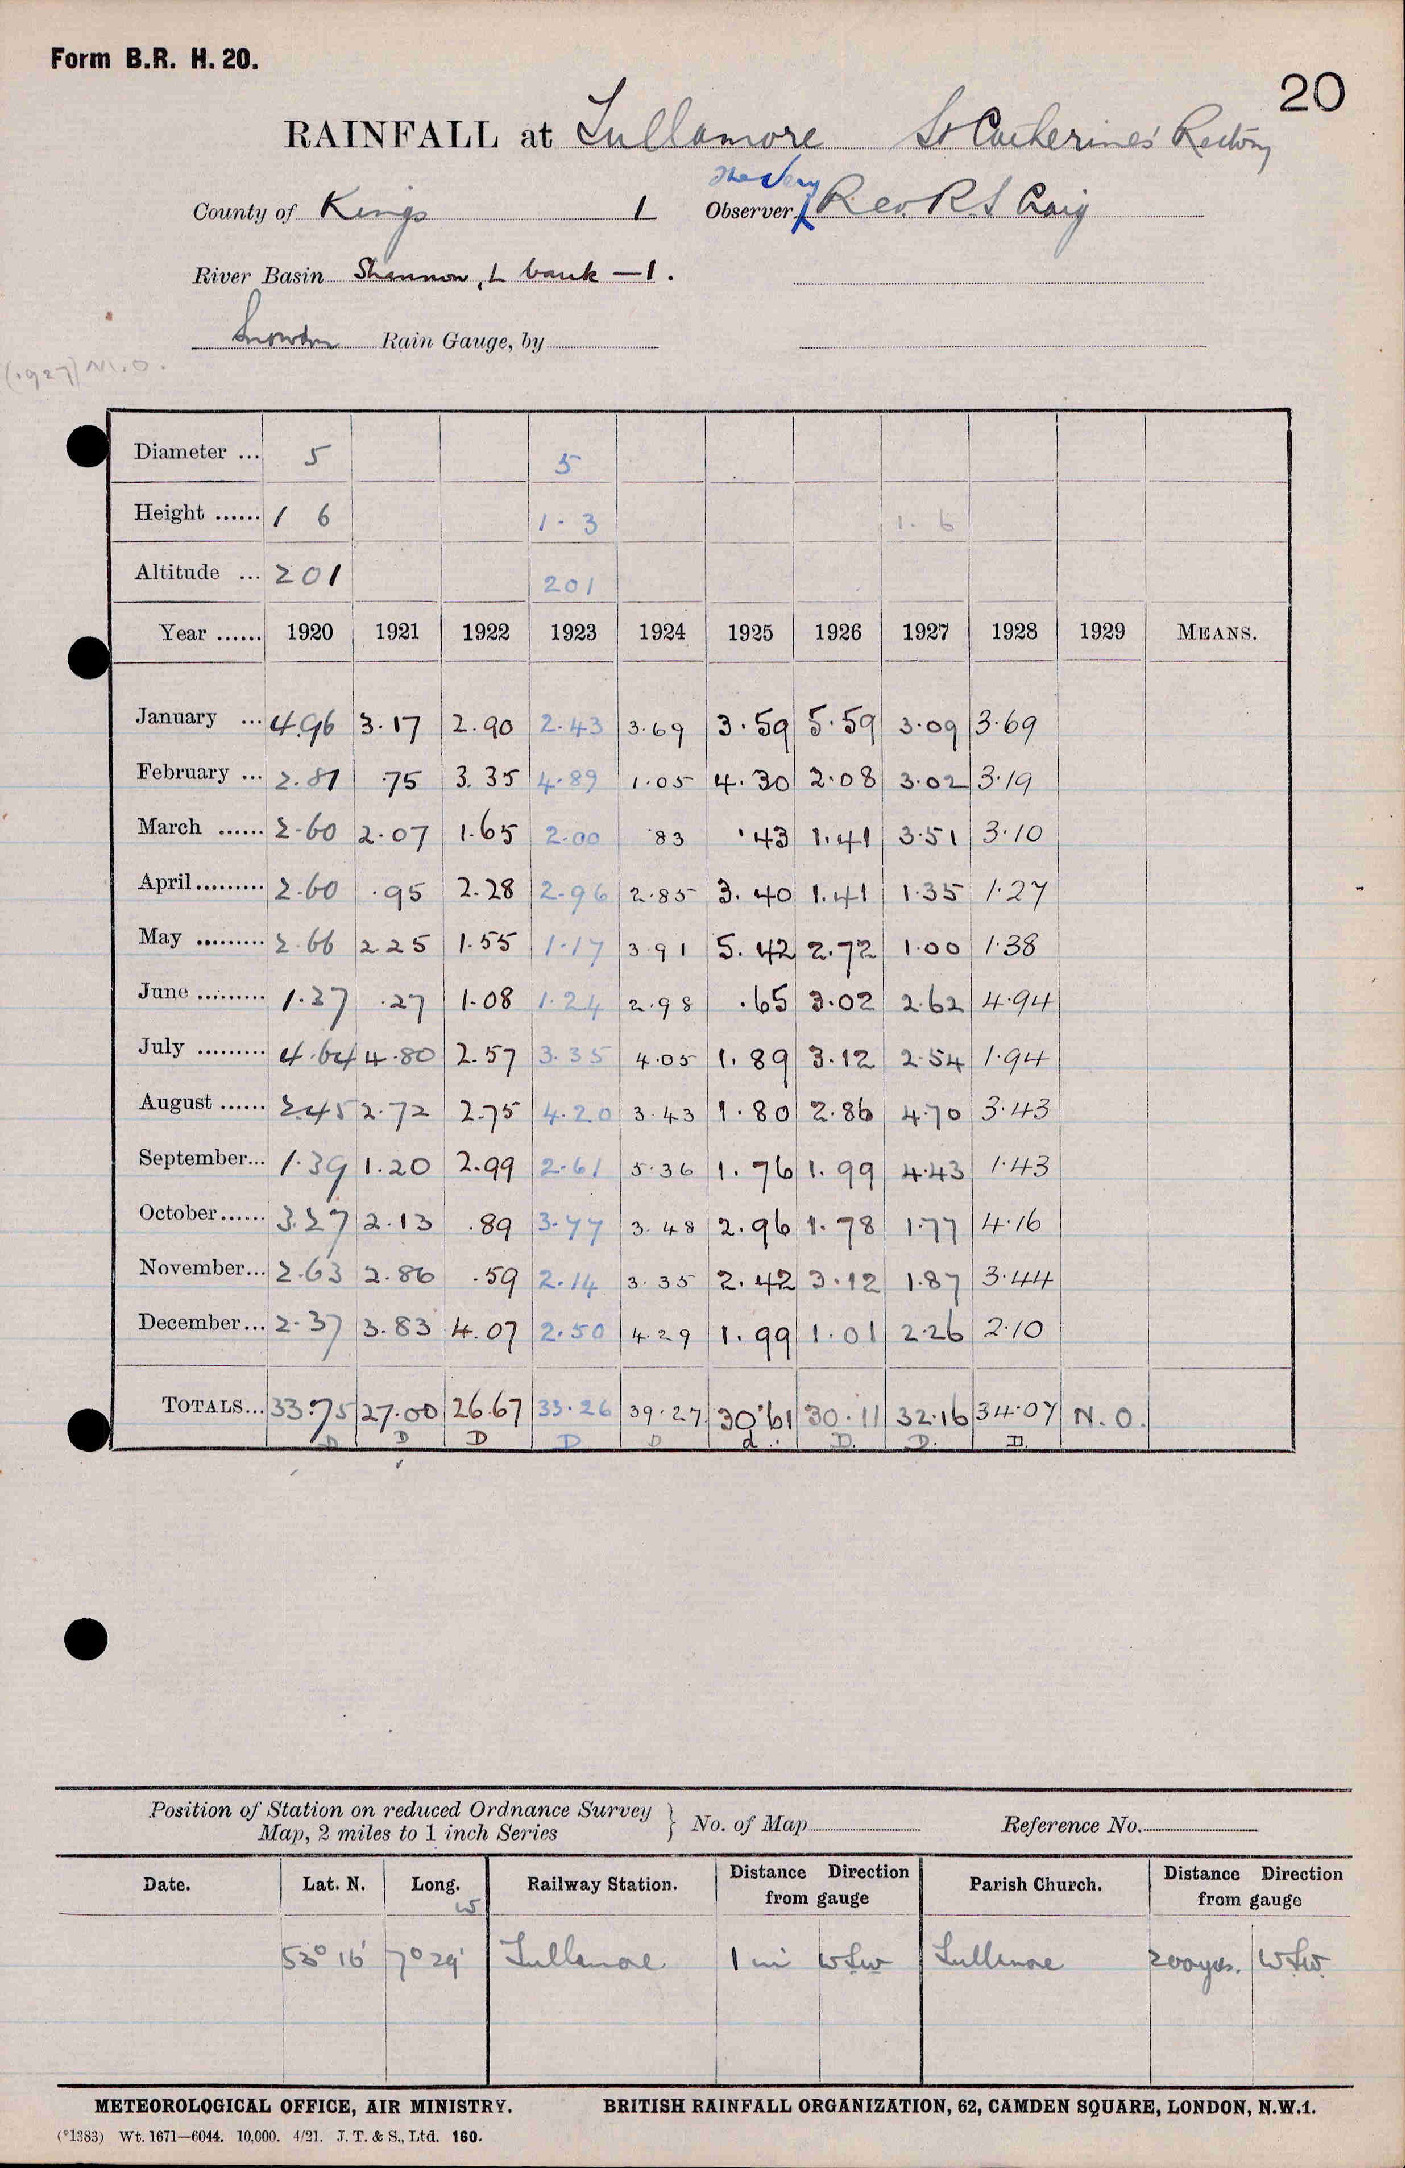 Form B.R. H. 20.
20
RAINFALL at Tullamore St Catherines' Rectory
The Very
County of Kings 1 Observer, Rev. R. S Craig
River Basin Shannon, L bank — 1.
Snowdon Rain Gauge, by
(1927) M.O.
Diameter ... 5 5
Height ...... 1 6 1 - 3 1. 6
Altitude ... 201 201
Year ...... 1920 1921 1922 1923 1924 1925 1926 1927 1928 1929 MEANS.
January ... 4.96 3.17 2.90 2.43 3.69 3.59 5.59 3.09 3.69
February ... 2.81 75 3.35 4.89 1.05 4.30 2.08 3.02 3.19
March ...... 2.60 2.07 1.65 2.00 .83 .43 1.41 3.51 3.10
April ......... 2.60 .95 2.28 2.96 2.85 3.40 1.41 1.35 1.27
May ......... 2.66 2.25 1.55 1.17 3.91 5.42 2.72 1.00 1.38
June ......... 1.37 .27 1.08 1.24 2.98 .65 3.02 2.62 4.94
July ......... 4.64 4.80 2.57 3.35 4.05 1.89 3.12 2.54 1.94
August ...... 2.45 2.72 2.75 4.20 3.43 1.80 2.86 4.70 3.43
September... 1.39 1.20 2.99 2.61 5.36 1.76 1.99 4.43 1.43
October...... 3.27 2.13 .89 3.77 3.48 2.96 1.78 1.77 4.16
November... 2.63 2.86 .59 2.14 3.35 2.42 3.12 1.87 3.44
December... 2.37 3.83 4.07 2.50 4.29 1.99 1.01 2.26 2.10
TOTALS... 33.75 27.00 26.67 33.26 39.27 30.61 30.11 32.16 34.07 N.O.
D D D D D d D. D. D.
Position of Station on reduced Ordnance Survey
Map, 2 miles to 1 inch Series } No. of Map Reference No.
Date. Lat. N. Long. W Railway Station. Distance Direction from gauge Parish Church. Distance Direction from gauge
53° 16' 7° 29' Tullamore 1 mi WSW Tullamore 200yds. WSW.
METEOROLOGICAL OFFICE, AIR MINISTRY. BRITISH RAINFALL ORGANIZATION, 62, CAMDEN SQUARE, LONDON, N.W.1.
(*1383) Wt. 1671—6044. 10,000. 4/21. J. T. & S., Ltd. 160.